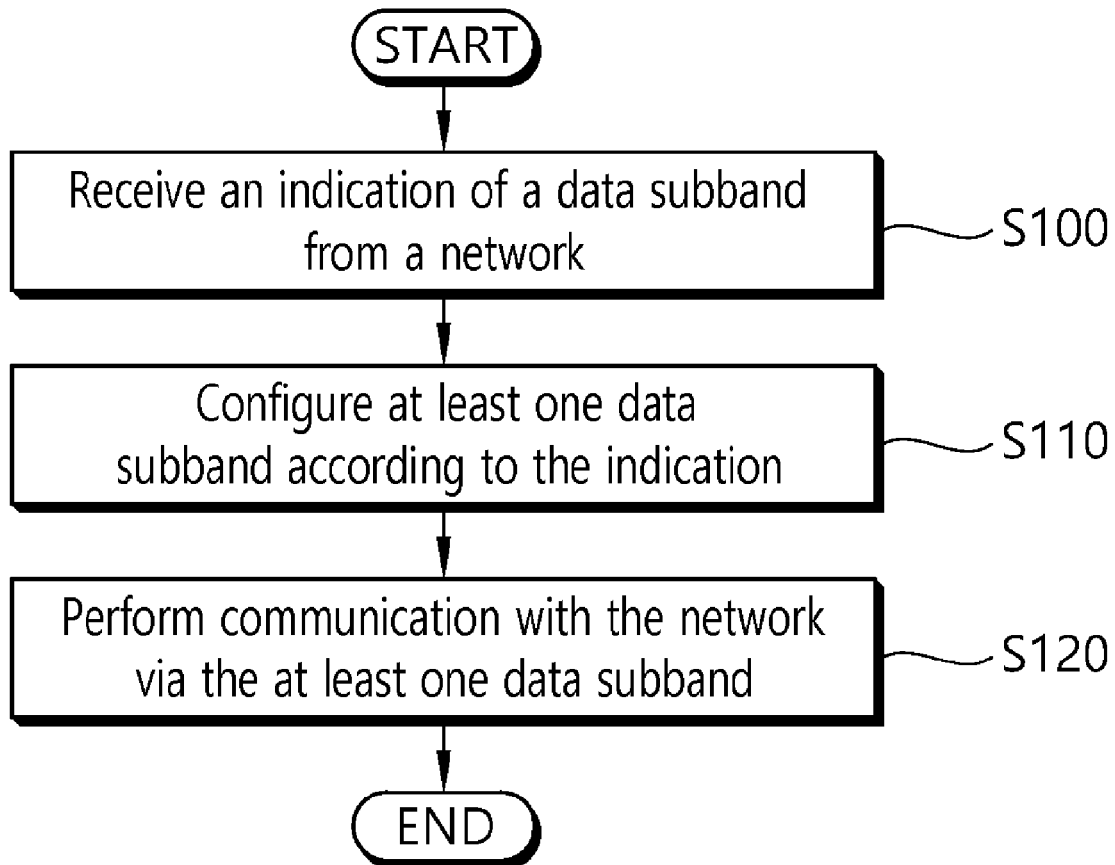 START
Receive an indication of a data subband
from a network
S100
Configure at least one data
subband according to the indication
S110
Perform communication with the network
via the at least one data subband
S120
END